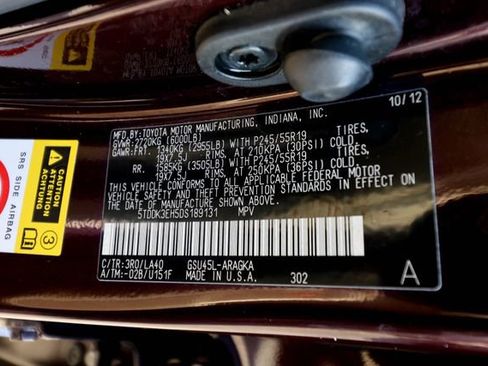 10/12
MFD. BY: TOYOTA MOTOR MANUFACTURING, INDIANA, INC.
GVWR: 2720KG (6000LB)
GAWR: FRT. 1340KG (2955LB) WITH P245/55R19 TIRES,
19X7.5J RIMS, AT 210KPA (30PSI) COLD.
RR. 1585KG (3505LB) WITH P245/55R19 TIRES,
19X7.5J RIMS, AT 250KPA (36PSI) COLD.
THIS VEHICLE CONFORMS TO ALL APPLICABLE FEDERAL MOTOR
VEHICLE SAFETY AND THEFT PREVENTION STANDARDS IN EFFECT ON
THE DATE OF MANUFACTURE SHOWN ABOVE.
5TDDK3EH5DS189131 MPV
C/TR:3R0/LA40 GSU45L-ARAGKA
A/TM:-02B/U151F MADE IN U.S.A. 302 A
SRS SIDE AIRBAG
CAUTION
ATTENTION
ACHTUNG